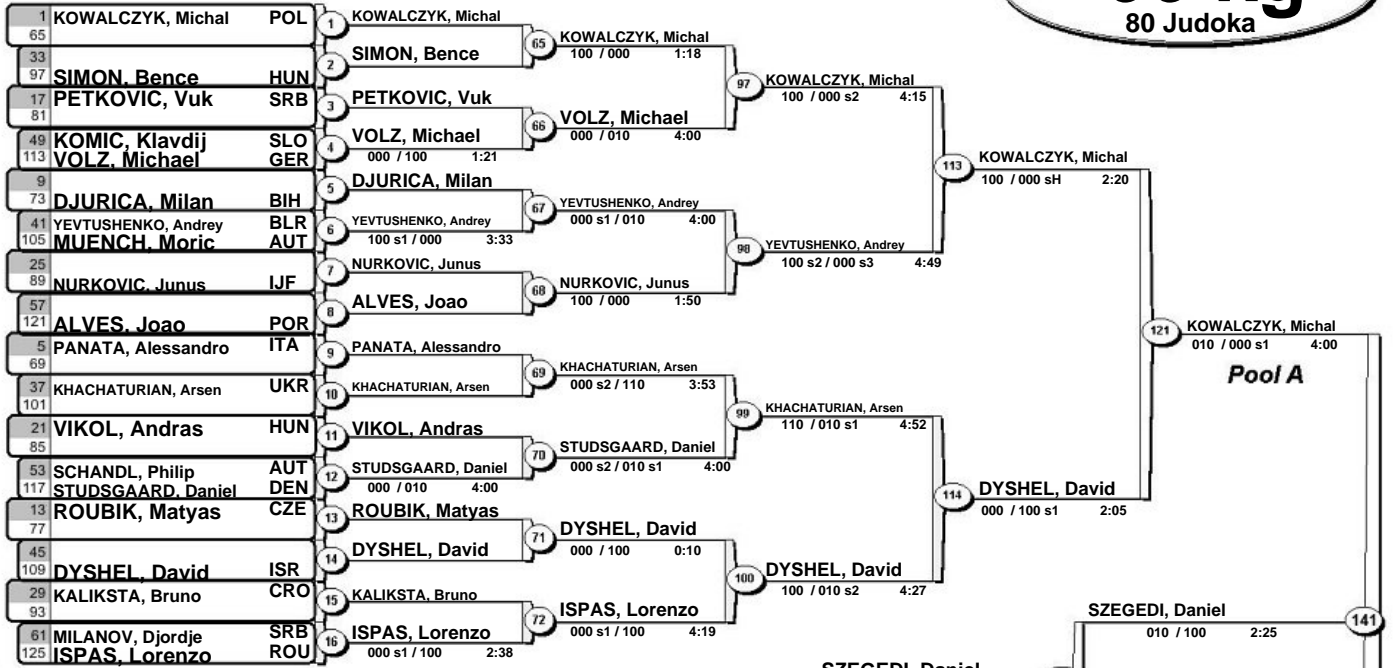 80 Judoka
1 KOWALCZYK, Michal POL
65
33
97 SIMON, Bence HUN
17 PETKOVIC, Vuk SRB
81
49 KOMIC, Klavdij SLO
113 VOLZ, Michael GER
9
73 DJURICA, Milan BIH
41 YEVTUSHENKO, Andrey BLR
105 MUENCH, Moric AUT
25
89 NURKOVIC, Junus IJF
57
121 ALVES, Joao POR
5 PANATA, Alessandro ITA
69
37 KHACHATURIAN, Arsen UKR
101
21 VIKOL, Andras HUN
85
53 SCHANDL, Philip AUT
117 STUDSGAARD, Daniel DEN
13 ROUBIK, Matyas CZE
77
45
109 DYSHEL, David ISR
29 KALIKSTA, Bruno CRO
93
61 MILANOV, Djordje SRB
125 ISPAS, Lorenzo ROU
1 KOWALCZYK, Michal
2 SIMON, Bence
3 PETKOVIC, Vuk
4 VOLZ, Michael
000 / 100 1:21
5 DJURICA, Milan
6 YEVTUSHENKO, Andrey
100 s1 / 000 3:33
7 NURKOVIC, Junus
8 ALVES, Joao
9 PANATA, Alessandro
10 KHACHATURIAN, Arsen
11 VIKOL, Andras
12 STUDSGAARD, Daniel
000 / 010 4:00
13 ROUBIK, Matyas
14 DYSHEL, David
15 KALIKSTA, Bruno
16 ISPAS, Lorenzo
000 s1 / 100 2:38
65 KOWALCZYK, Michal
100 / 000 1:18
66 VOLZ, Michael
000 / 010 4:00
67 YEVTUSHENKO, Andrey
000 s1 / 010 4:00
68 NURKOVIC, Junus
100 / 000 1:50
69 KHACHATURIAN, Arsen
000 s2 / 110 3:53
70 STUDSGAARD, Daniel
000 s2 / 010 s1 4:00
71 DYSHEL, David
000 / 100 0:10
72 ISPAS, Lorenzo
000 s1 / 100 4:19
97 KOWALCZYK, Michal
100 / 000 s2 4:15
98 YEVTUSHENKO, Andrey
100 s2 / 000 s3 4:49
99 KHACHATURIAN, Arsen
110 / 010 s1 4:52
100 DYSHEL, David
100 / 010 s2 4:27
113 KOWALCZYK, Michal
100 / 000 sH 2:20
114 DYSHEL, David
000 / 100 s1 2:05
121 KOWALCZYK, Michal
010 / 000 s1 4:00
Pool A
SZEGEDI, Daniel
010 / 100 2:25
141
SZEGEDI, Daniel